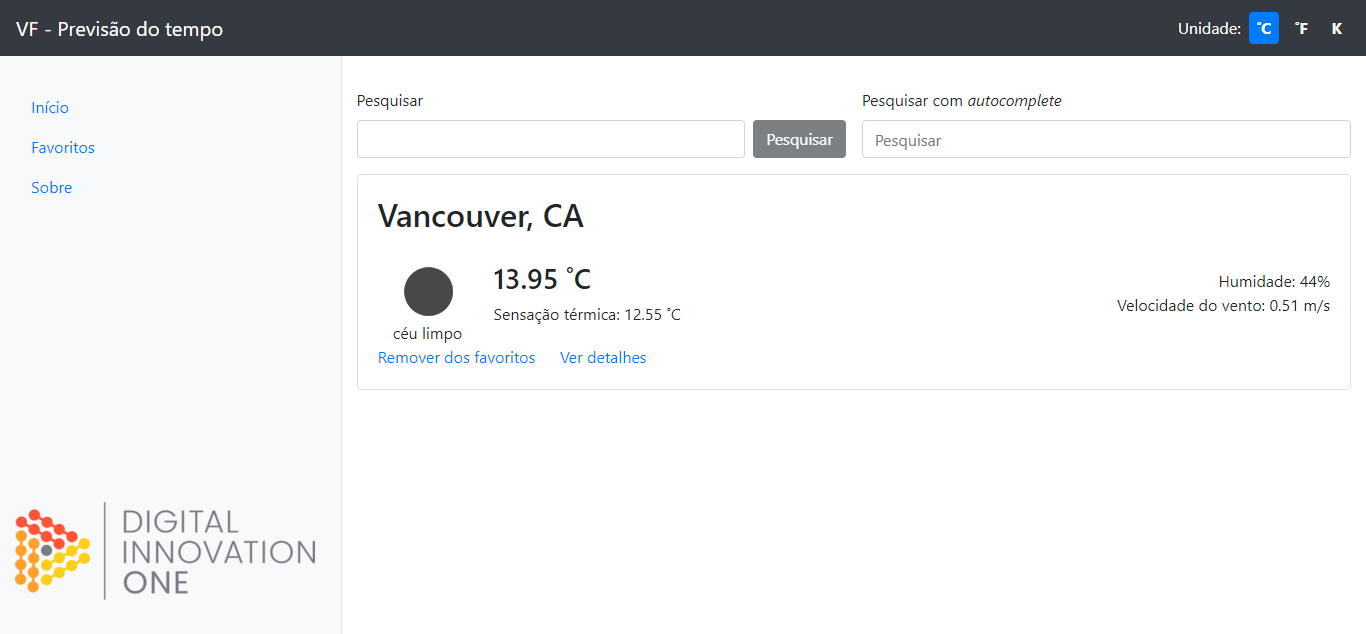 VF - Previsão do tempo
Unidade: °C °F K
Início
Favoritos
Sobre
Pesquisar
Pesquisar
Pesquisar com autocomplete
Pesquisar
Vancouver, CA
13.95 °C
Sensação térmica: 12.55 °C
céu limpo
Humidade: 44%
Velocidade do vento: 0.51 m/s
Remover dos favoritos Ver detalhes
DIGITAL
INNOVATION
ONE